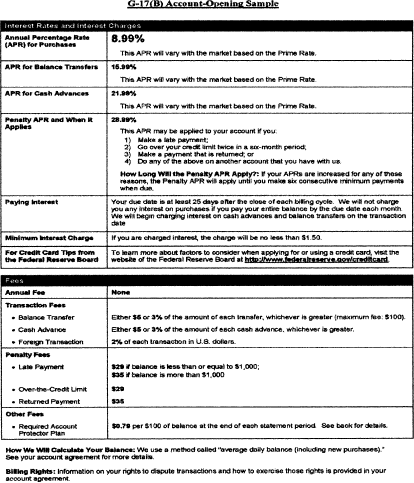 G-17(B) Account-Opening Sample
Interest Rates and Interest Charges
Annual Percentage Rate (APR) for Purchases
8.99%
This APR will vary with the market based on the Prime Rate.
APR for Balance Transfers
15.99%
This APR will vary with the market based on the Prime Rate.
APR for Cash Advances
21.99%
This APR will vary with the market based on the Prime Rate.
Penalty APR and When it Applies
28.99%
This APR may be applied to your account if you:
1) Make a late payment;
2) Go over your credit limit twice in a six-month period;
3) Make a payment that is returned; or
4) Do any of the above on another account that you have with us.
How Long Will the Penalty APR Apply?: If your APRs are increased for any of these
reasons, the Penalty APR will apply until you make six consecutive minimum payments
when due.
Paying Interest
Your due date is at least 25 days after the close of each billing cycle. We will not charge
you any interest on purchases if you pay your entire balance by the due date each month.
We will begin charging interest on cash advances and balance transfers on the transaction
date.
Minimum Interest Charge
If you are charged interest, the charge will be no less than $1.50.
For Credit Card Tips from
the Federal Reserve Board
To learn more about factors to consider when applying for or using a credit card, visit the
website of the Federal Reserve Board at http://www.federalreserve.gov/creditcard.
Fees
Annual Fee
None
Transaction Fees
• Balance Transfer
Either $5 or 3% of the amount of each transfer, whichever is greater (maximum fee: $100).
• Cash Advance
Either $5 or 3% of the amount of each cash advance, whichever is greater.
• Foreign Transaction
2% of each transaction in U.S. dollars.
Penalty Fees
• Late Payment
$29 if balance is less than or equal to $1,000;
$35 if balance is more than $1,000
• Over-the-Credit Limit
$29
• Returned Payment
$35
Other Fees
• Required Account
Protector Plan
$0.79 per $100 of balance at the end of each statement period. See back for details.
How We Will Calculate Your Balance: We use a method called "average daily balance (including new purchases)."
See your account agreement for more details.
Billing Rights: Information on your rights to dispute transactions and how to exercise those rights is provided in your
account agreement.